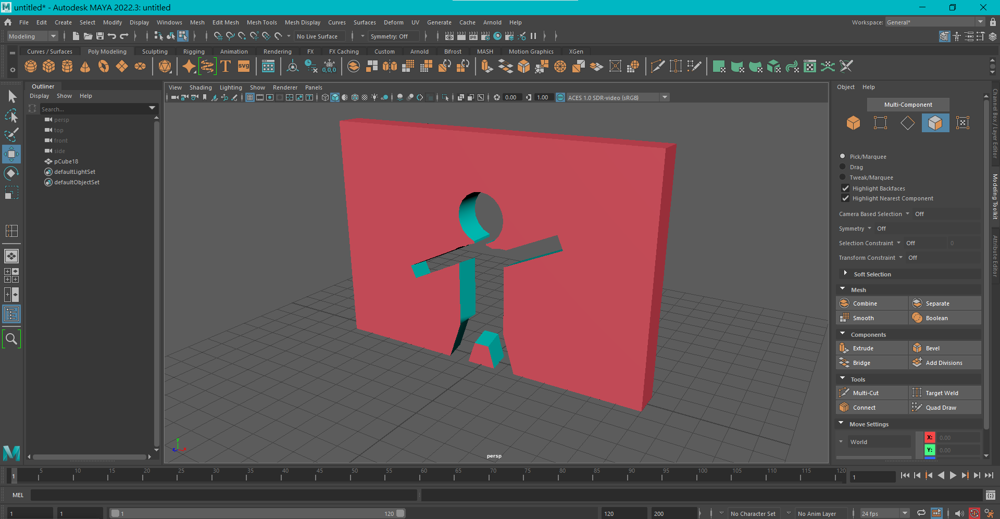 untitled* - Autodesk MAYA 2022.3: untitled
File Edit Create Select Modify Display Windows Mesh Edit Mesh Mesh Tools Mesh Display Curves Surfaces Deform UV Generate Cache Arnold Help
Workspace: General*
Modeling No Live Surface Symmetry: Off IPR
Curves / Surfaces Poly Modeling Sculpting Rigging Animation Rendering FX FX Caching Custom Arnold Bifrost MASH Motion Graphics XGen
T svg 0,0,0
Outliner
Display Show Help
Search...
persp
top
front
side
pCube18
defaultLightSet
defaultObjectSet
View Shading Lighting Show Renderer Panels
0.00 1.00 ON ACES 1.0 SDR-video (sRGB)
y
z x
persp
Object Help
Multi-Component
Pick/Marquee
Drag
Tweak/Marquee
Highlight Backfaces
Highlight Nearest Component
Camera Based Selection Off
Symmetry Off
Selection Constraint Off 0
Transform Constraint Off
Soft Selection
Mesh
Combine Separate
Smooth Boolean
Components
Extrude Bevel
Bridge Add Divisions
Tools
Multi-Cut Target Weld
Connect Quad Draw
Move Settings
World X: 0.00
Y: 0.00
Channel Box / Layer Editor
Modeling Toolkit
Attribute Editor
M
1 5 10 15 20 25 30 35 40 45 50 55 60 65 70 75 80 85 90 95 100 105 110 115 120 1
MEL
1 1 1 120 120 200 No Character Set No Anim Layer 24 fps